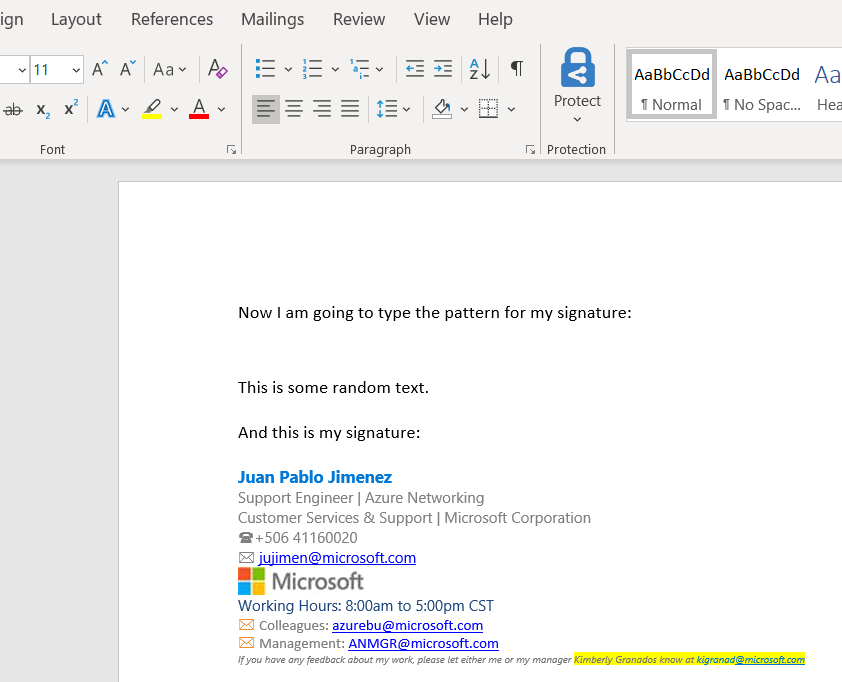 ign Layout References Mailings Review View Help
11 Aa
ab x2 x2 A A
AaBbCcDd AaBbCcDd Aa
Protect ¶ Normal ¶ No Spac... Hea
Font Paragraph Protection
Now I am going to type the pattern for my signature:
This is some random text.
And this is my signature:
Juan Pablo Jimenez
Support Engineer | Azure Networking
Customer Services & Support | Microsoft Corporation
☎+506 41160020
✉ jujimen@microsoft.com
Microsoft
Working Hours: 8:00am to 5:00pm CST
✉ Colleagues: azurebu@microsoft.com
✉ Management: ANMGR@microsoft.com
If you have any feedback about my work, please let either me or my manager Kimberly Granados know at kigranad@microsoft.com